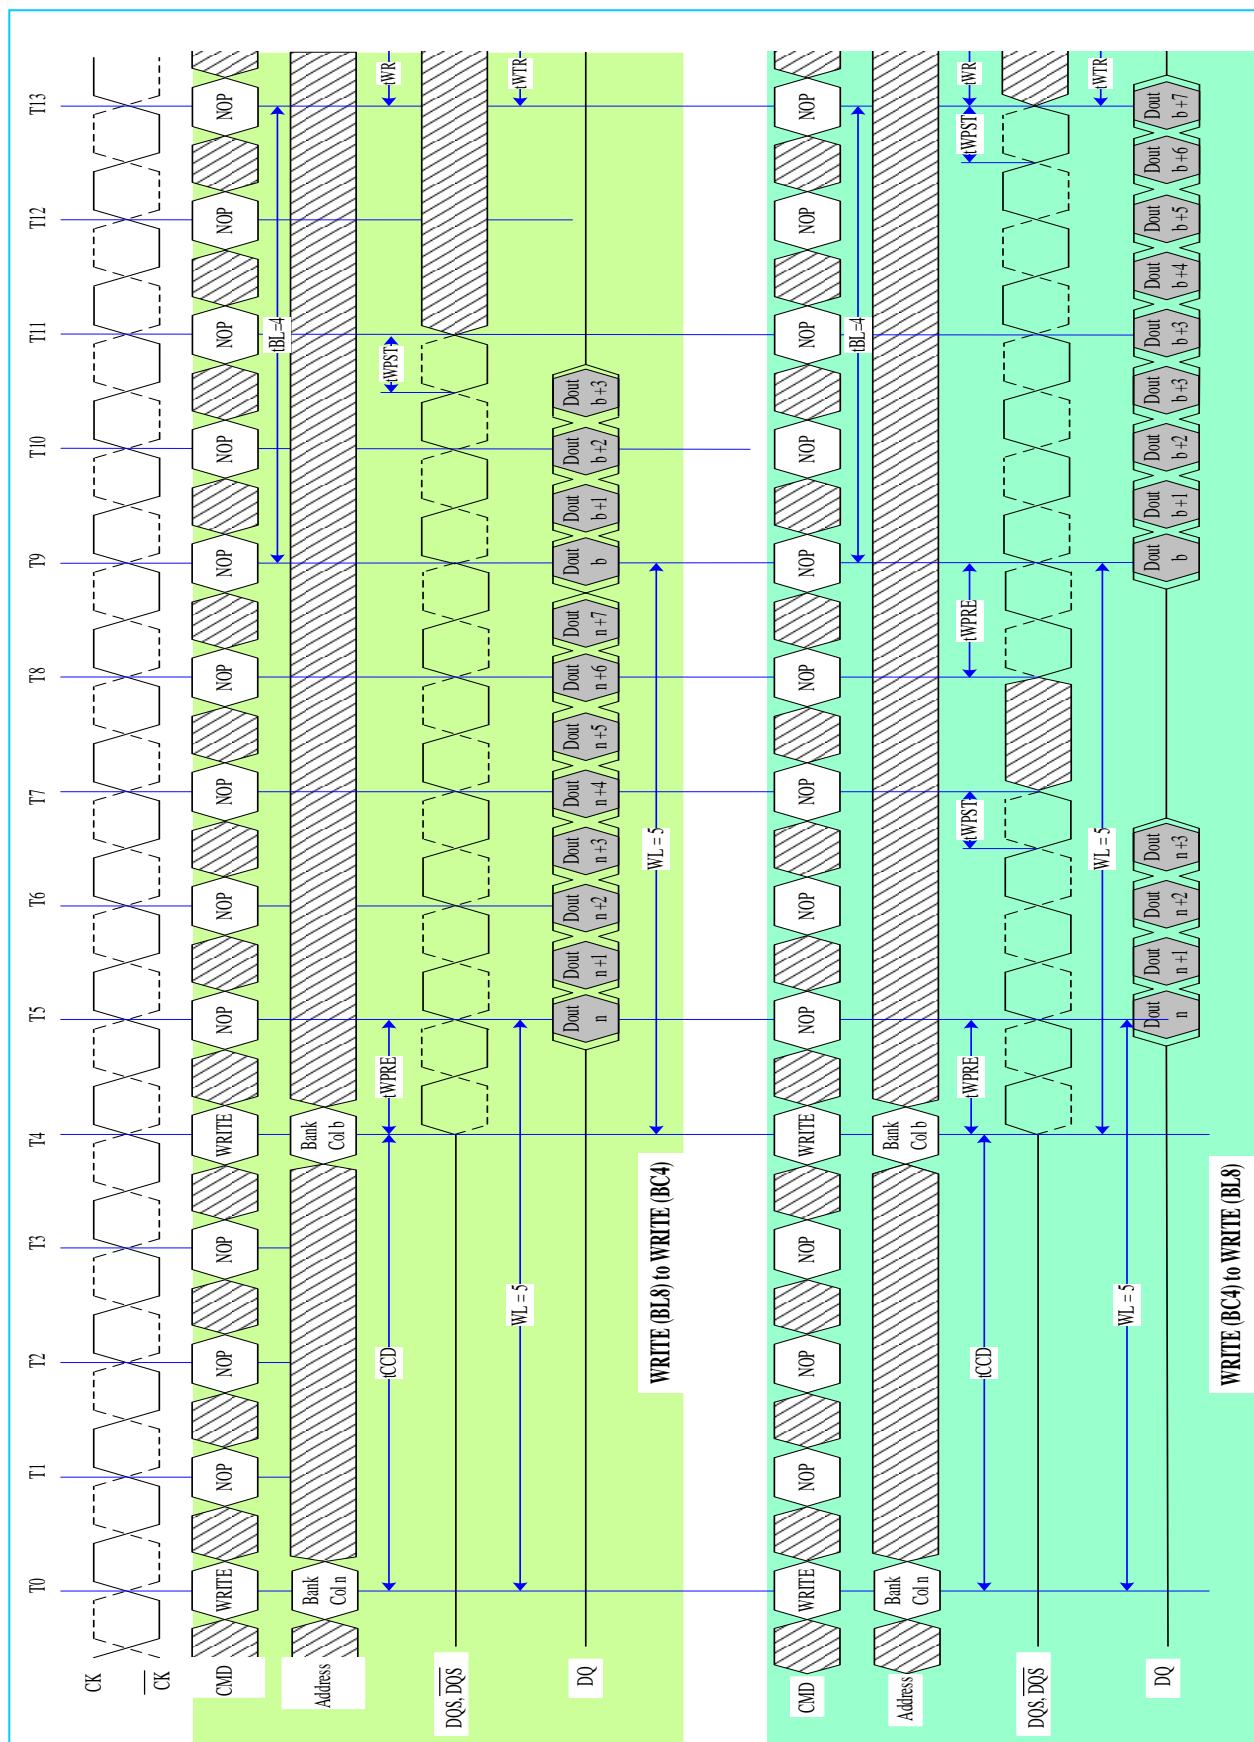 T0 T1 T2 T3 T4 T5 T6 T7 T8 T9 T10 T11 T12 T13
CK
CK
CMD WRITE NOP NOP NOP WRITE NOP NOP NOP NOP NOP NOP NOP NOP NOP
tBL=4
Address
Bank
Col n
Bank
Col b
tCCD tWPRE tWPST tWR
DQS, DQS
WL = 5 tWTR
DQ
Dout
n
Dout
n+1
Dout
n+2
Dout
n+3
Dout
n+4
Dout
n+5
Dout
n+6
Dout
n+7
Dout
b
Dout
b+1
Dout
b+2
Dout
b+3
WL = 5
WRITE (BL8) to WRITE (BC4)
CMD WRITE NOP NOP NOP WRITE NOP NOP NOP NOP NOP NOP NOP NOP NOP
tBL=4
Address
Bank
Col n
Bank
Col b
tWPRE tWPST tWPRE tWPST tWR
tCCD
DQS, DQS
WL = 5 tWTR
WL = 5
DQ
Dout
n
Dout
n+1
Dout
n+2
Dout
n+3
Dout
b
Dout
b+1
Dout
b+2
Dout
b+3
Dout
b+3
Dout
b+4
Dout
b+5
Dout
b+6
Dout
b+7
WRITE (BC4) to WRITE (BL8)